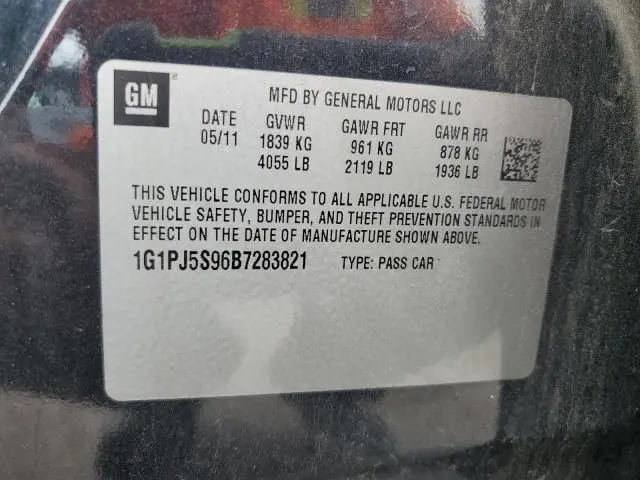 GM ®
MFD BY GENERAL MOTORS LLC
DATE GVWR GAWR FRT GAWR RR
05/11 1839 KG 961 KG 878 KG
4055 LB 2119 LB 1936 LB
THIS VEHICLE CONFORMS TO ALL APPLICABLE U.S. FEDERAL MOTOR
VEHICLE SAFETY, BUMPER, AND THEFT PREVENTION STANDARDS IN
EFFECT ON THE DATE OF MANUFACTURE SHOWN ABOVE.
1G1PJ5S96B7283821 TYPE: PASS CAR